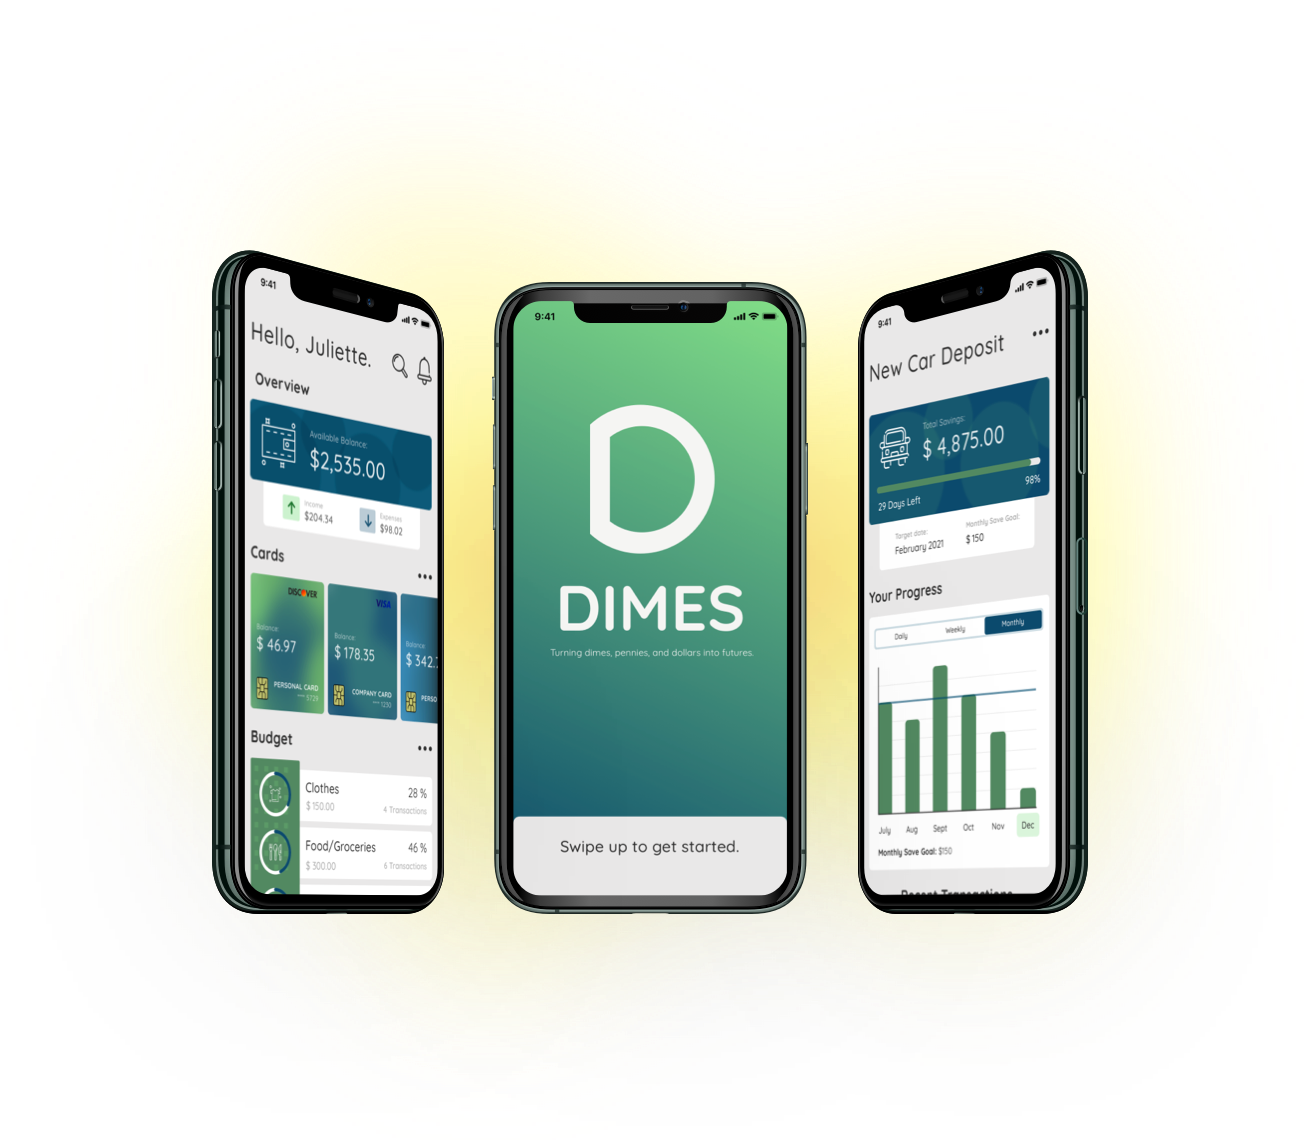 9:41
Hello, Juliette.
Overview
Available Balance:
$2,535.00
Income
$204.34
Expenses
$98.02
Cards
DISCOVER
Balance:
$ 46.97
PERSONAL CARD
**** 5729
VISA
Balance:
$ 178.35
COMPANY CARD
**** 1230
Balance:
$ 342.
PERSO
Budget
Clothes
28 %
$ 150.00
4 Transactions
Food/Groceries
46 %
$ 300.00
6 Transactions
9:41
D
DIMES
Turning dimes, pennies, and dollars into futures.
Swipe up to get started.
9:41
New Car Deposit
Total Savings:
$ 4,875.00
98%
29 Days Left
Target date:
February 2021
Monthly Save Goal:
$ 150
Your Progress
Daily Weekly Monthly
July Aug Sept Oct Nov Dec
Monthly Save Goal: $150
Recent Transactions